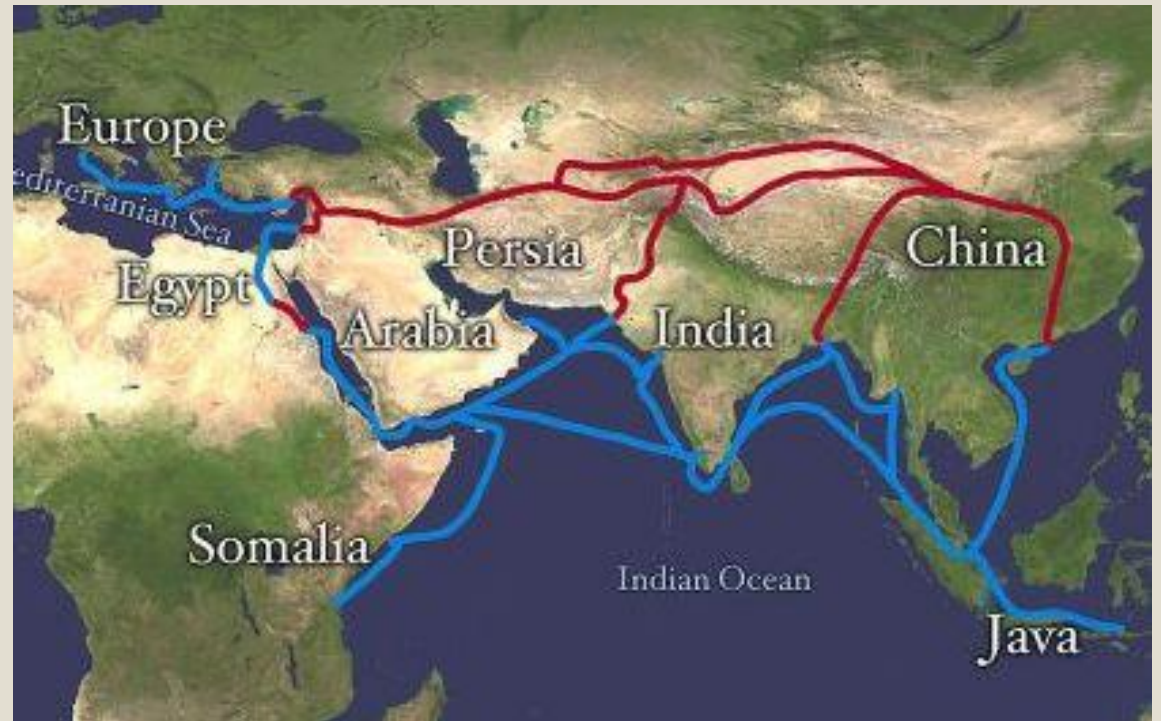 Europe
editerranian Sea
Egypt
Persia
Arabia
India
China
Somalia
Indian Ocean
Java